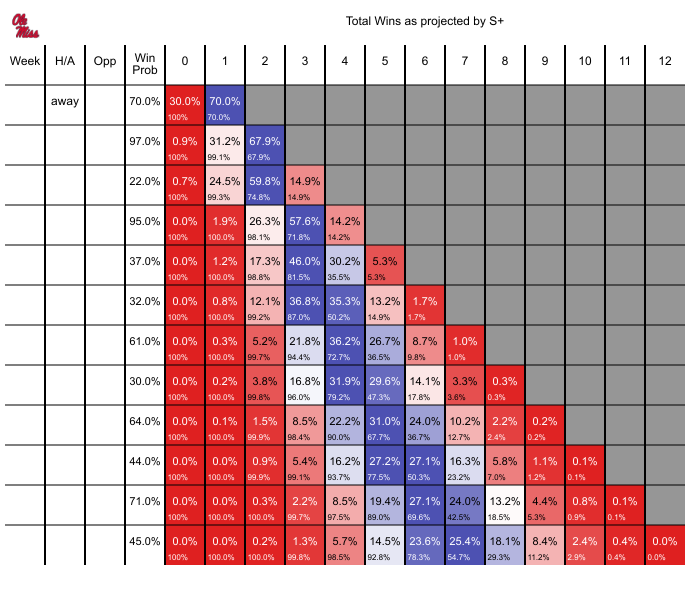 Ole Miss
Total Wins as projected by S+
Week H/A Opp Win Prob 0 1 2 3 4 5 6 7 8 9 10 11 12
away 70.0% 30.0% 70.0%
100% 70.0%
97.0% 0.9% 31.2% 67.9%
100% 99.1% 67.9%
22.0% 0.7% 24.5% 59.8% 14.9%
100% 99.3% 74.8% 14.9%
95.0% 0.0% 1.9% 26.3% 57.6% 14.2%
100% 100.0% 98.1% 71.8% 14.2%
37.0% 0.0% 1.2% 17.3% 46.0% 30.2% 5.3%
100% 100.0% 98.8% 81.5% 35.5% 5.3%
32.0% 0.0% 0.8% 12.1% 36.8% 35.3% 13.2% 1.7%
100% 100.0% 99.2% 87.0% 50.2% 14.9% 1.7%
61.0% 0.0% 0.3% 5.2% 21.8% 36.2% 26.7% 8.7% 1.0%
100% 100.0% 99.7% 94.4% 72.7% 36.5% 9.8% 1.0%
30.0% 0.0% 0.2% 3.8% 16.8% 31.9% 29.6% 14.1% 3.3% 0.3%
100% 100.0% 99.8% 96.0% 79.2% 47.3% 17.8% 3.6% 0.3%
64.0% 0.0% 0.1% 1.5% 8.5% 22.2% 31.0% 24.0% 10.2% 2.2% 0.2%
100% 100.0% 99.9% 98.4% 90.0% 67.7% 36.7% 12.7% 2.4% 0.2%
44.0% 0.0% 0.0% 0.9% 5.4% 16.2% 27.2% 27.1% 16.3% 5.8% 1.1% 0.1%
100% 100.0% 99.9% 99.1% 93.7% 77.5% 50.3% 23.2% 7.0% 1.2% 0.1%
71.0% 0.0% 0.0% 0.3% 2.2% 8.5% 19.4% 27.1% 24.0% 13.2% 4.4% 0.8% 0.1%
100% 100.0% 100.0% 99.7% 97.5% 89.0% 69.6% 42.5% 18.5% 5.3% 0.9% 0.1%
45.0% 0.0% 0.0% 0.2% 1.3% 5.7% 14.5% 23.6% 25.4% 18.1% 8.4% 2.4% 0.4% 0.0%
100% 100.0% 100.0% 99.8% 98.5% 92.8% 78.3% 54.7% 29.3% 11.2% 2.9% 0.4% 0.0%